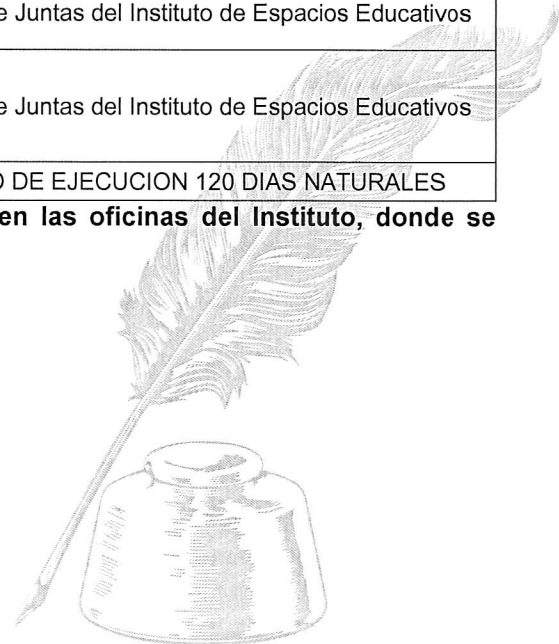 e Juntas del Instituto de Espacios Educativos
e Juntas del Instituto de Espacios Educativos
O DE EJECUCION 120 DIAS NATURALES
en las oficinas del Instituto, donde se